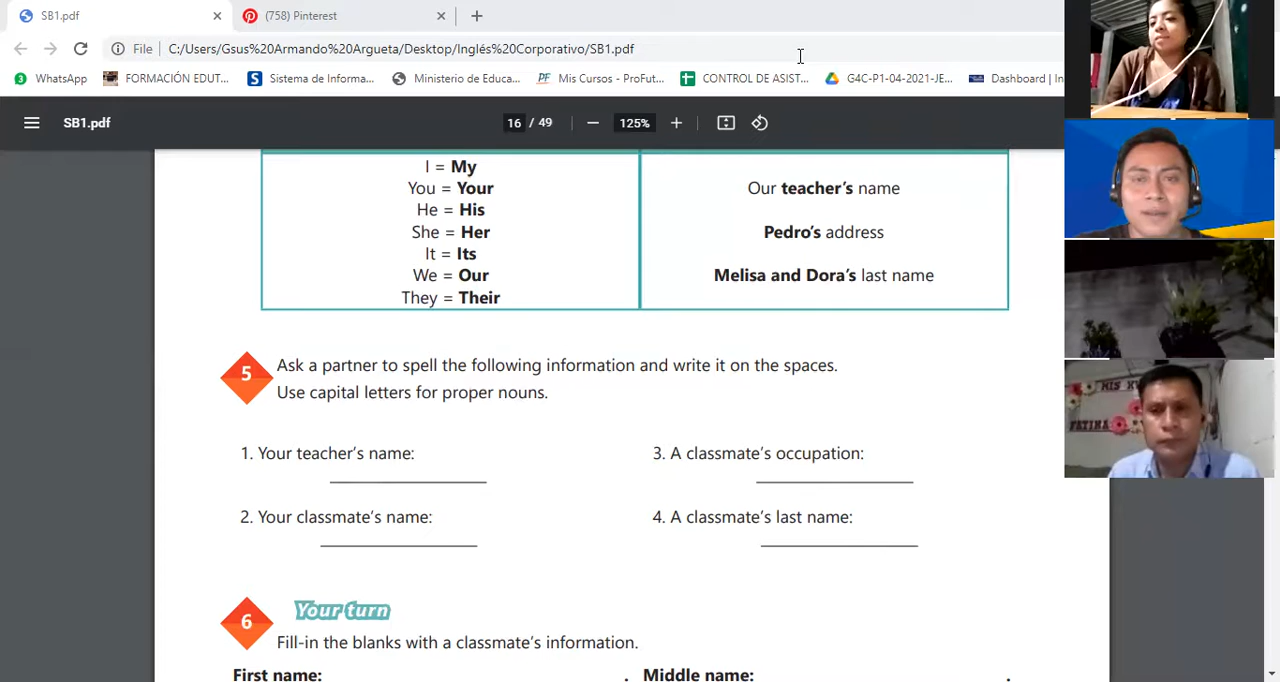 SB1.pdf
(758) Pinterest
File
C:/Users/Gsus%20Armando%20Argueta/Desktop/Inglés%20Corporativo/SB1.pdf
WhatsApp
FORMACIÓN EDUT...
Sistema de Informa...
Ministerio de Educa...
PF Mis Cursos - ProFut...
CONTROL DE ASIST...
G4C-P1-04-2021-JE...
Dashboard | In
SB1.pdf
16 / 49
125%
I = My
You = Your
He = His
She = Her
It = Its
We = Our
They = Their
Our teacher's name
Pedro's address
Melisa and Dora's last name
5
Ask a partner to spell the following information and write it on the spaces.
Use capital letters for proper nouns.
1. Your teacher's name:
2. Your classmate's name:
3. A classmate's occupation:
4. A classmate's last name:
6
Your turn
Fill-in the blanks with a classmate's information.
First name: .
Middle name: .
FATIMA